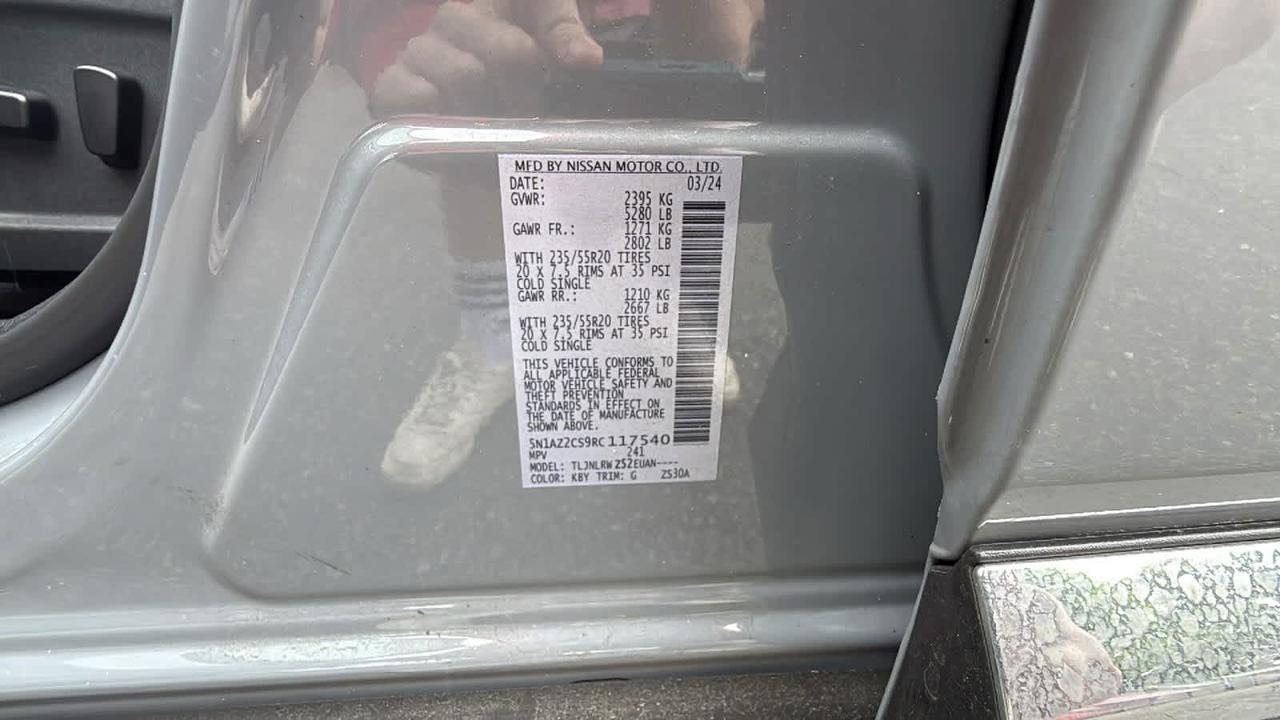 MFD BY NISSAN MOTOR CO., LTD.
DATE: 03/24
GVWR: 2395 KG
5280 LB
GAWR FR.: 1271 KG
2802 LB
WITH 235/55R20 TIRES
20 X 7.5 RIMS AT 35 PSI
COLD SINGLE
GAWR RR.: 1210 KG
2667 LB
WITH 235/55R20 TIRES
20 X 7.5 RIMS AT 35 PSI
COLD SINGLE
THIS VEHICLE CONFORMS TO
ALL APPLICABLE FEDERAL
MOTOR VEHICLE SAFETY AND
THEFT PREVENTION
STANDARDS IN EFFECT ON
THE DATE OF MANUFACTURE
SHOWN ABOVE.
5N1AZ2CS9RC117540
MPV 241
MODEL: TLJNLRWZ52EUAN----
COLOR: KBY TRIM: G ZS30A